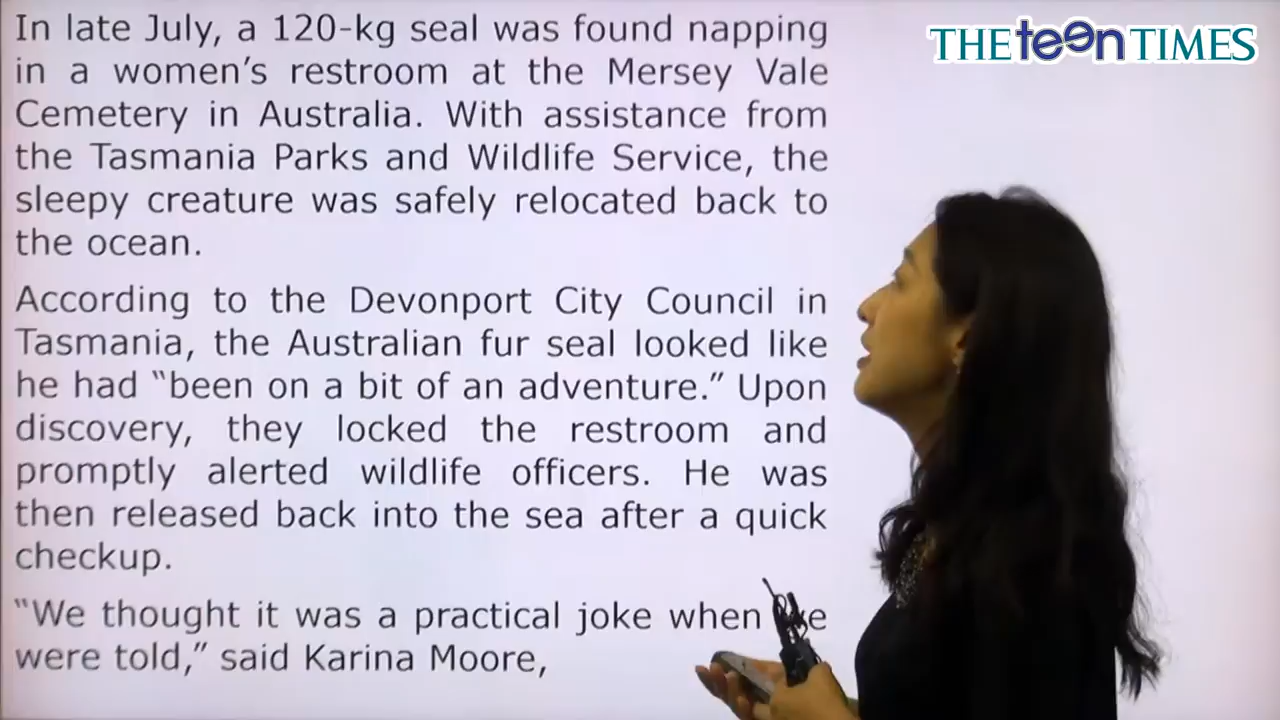 In late July, a 120-kg seal was found napping
in a women’s restroom at the Mersey Vale
Cemetery in Australia. With assistance from
the Tasmania Parks and Wildlife Service, the
sleepy creature was safely relocated back to
the ocean.
According to the Devonport City Council in
Tasmania, the Australian fur seal looked like
he had “been on a bit of an adventure.” Upon
discovery, they locked the restroom and
promptly alerted wildlife officers. He was
then released back into the sea after a quick
checkup.
“We thought it was a practical joke when
were told,” said Karina Moore,
THE teen TIMES